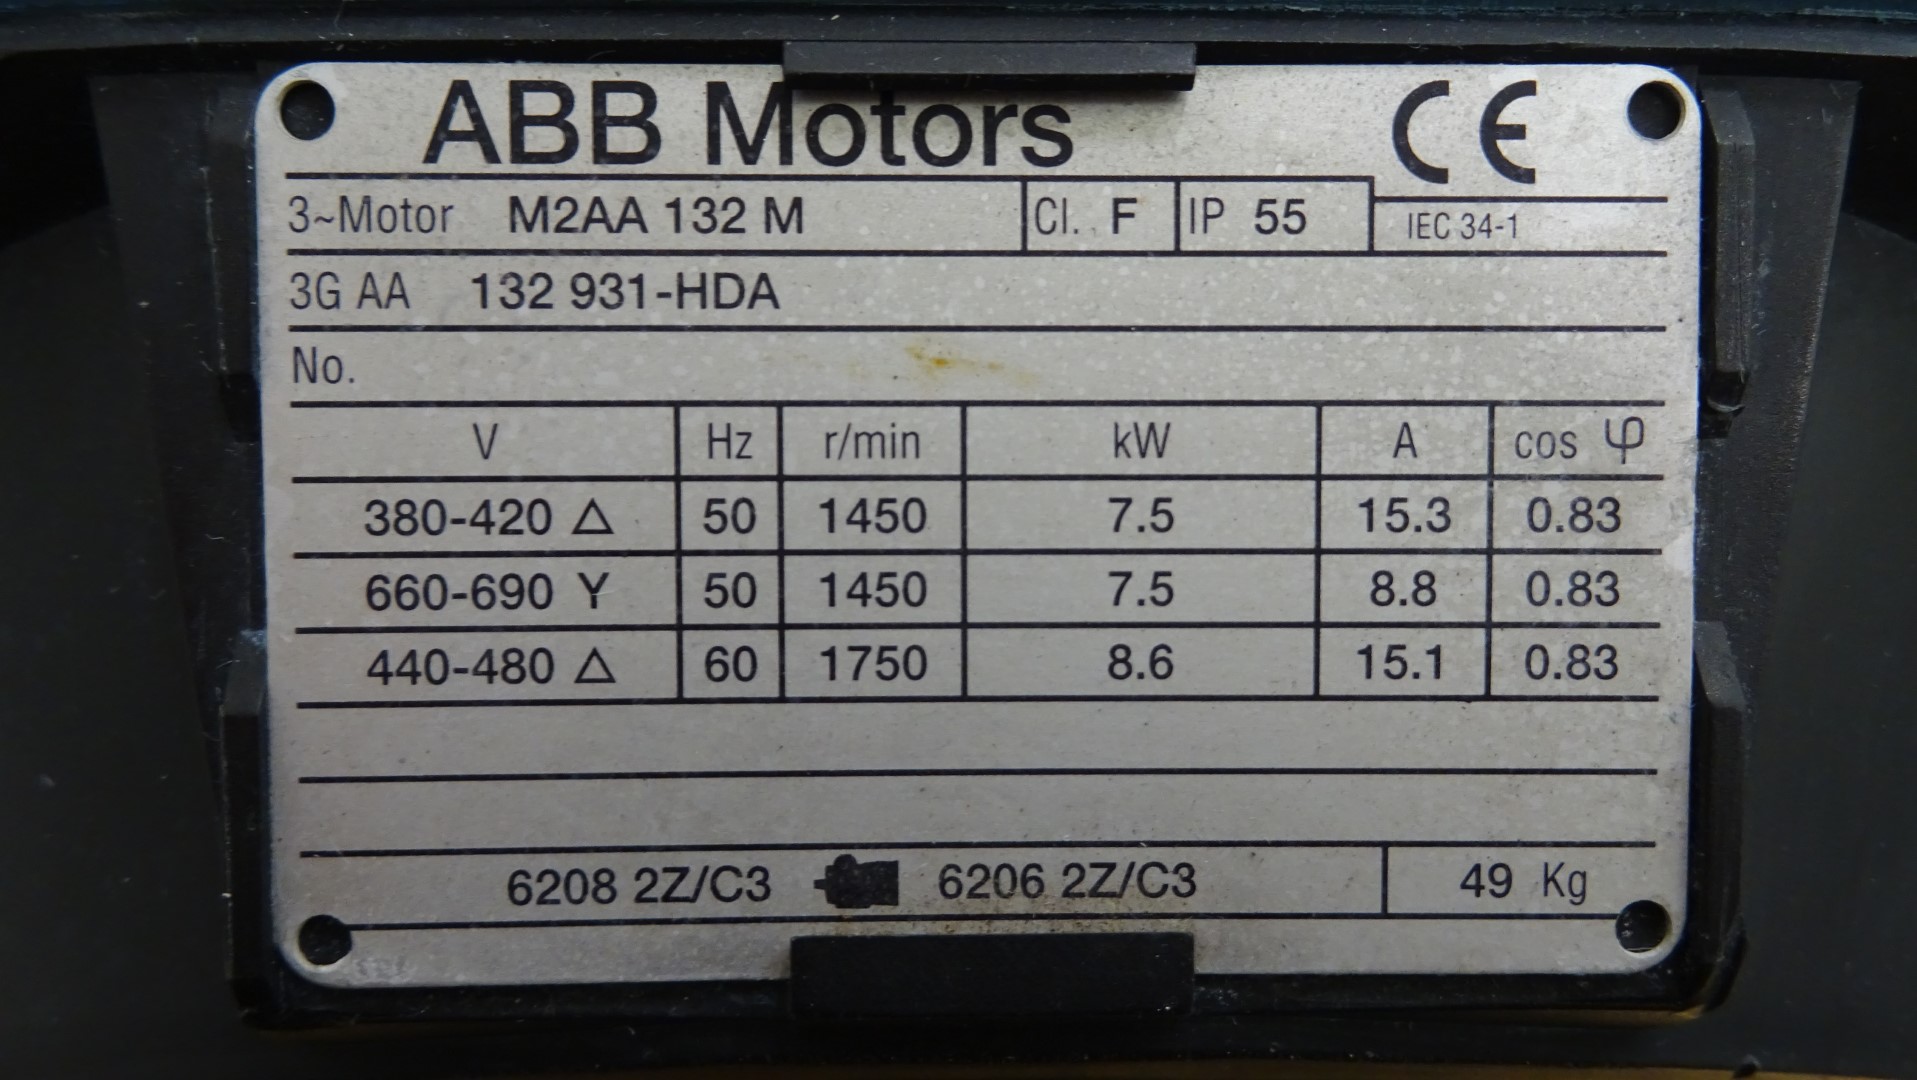 ABB Motors CE
3~Motor M2AA 132 M Cl. F IP 55 IEC 34-1
3G AA 132 931-HDA
No.
V Hz r/min kW A cos φ
380-420 △ 50 1450 7.5 15.3 0.83
660-690 Y 50 1450 7.5 8.8 0.83
440-480 △ 60 1750 8.6 15.1 0.83
6208 2Z/C3 6206 2Z/C3 49 Kg